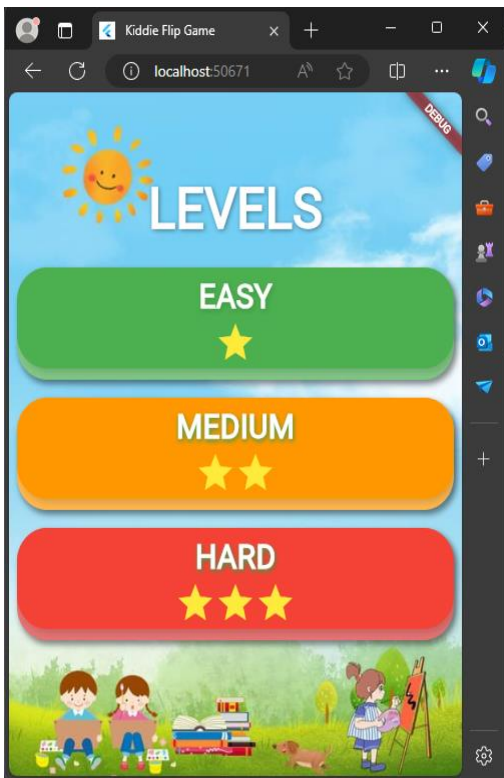 Kiddie Flip Game
localhost:50671
DEBUG
LEVELS
EASY
MEDIUM
HARD